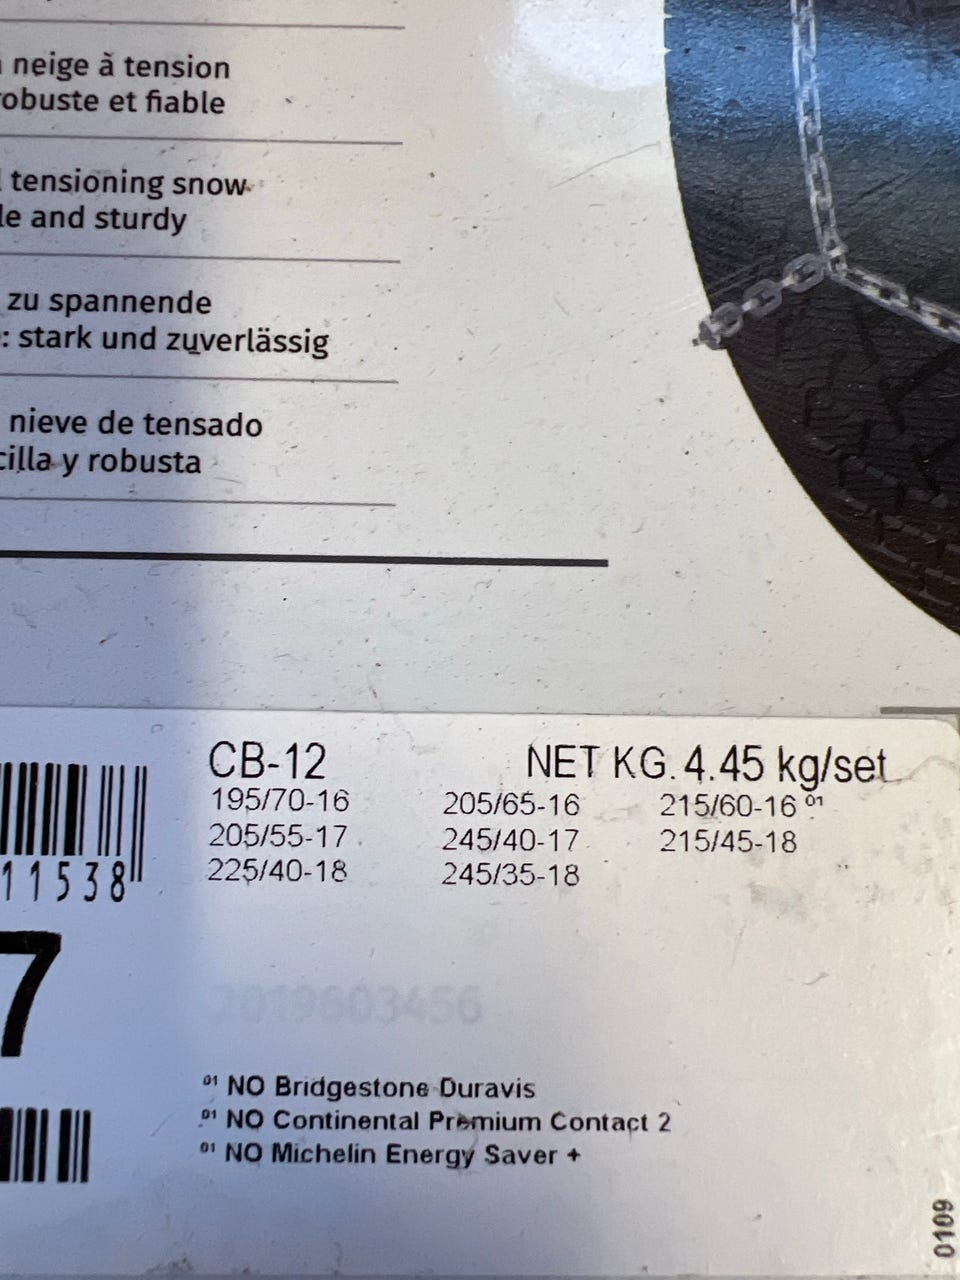 neige à tension
robuste et fiable
tensioning snow
le and sturdy
zu spannende
: stark und zuverlässig
nieve de tensado
cilla y robusta
CB-12 NET KG. 4.45 kg/set
195/70-16 205/65-16 215/60-16 01
205/55-17 245/40-17 215/45-18
225/40-18 245/35-18
11538
7
2019603456
01 NO Bridgestone Duravis
01 NO Continental Premium Contact 2
01 NO Michelin Energy Saver +
0109